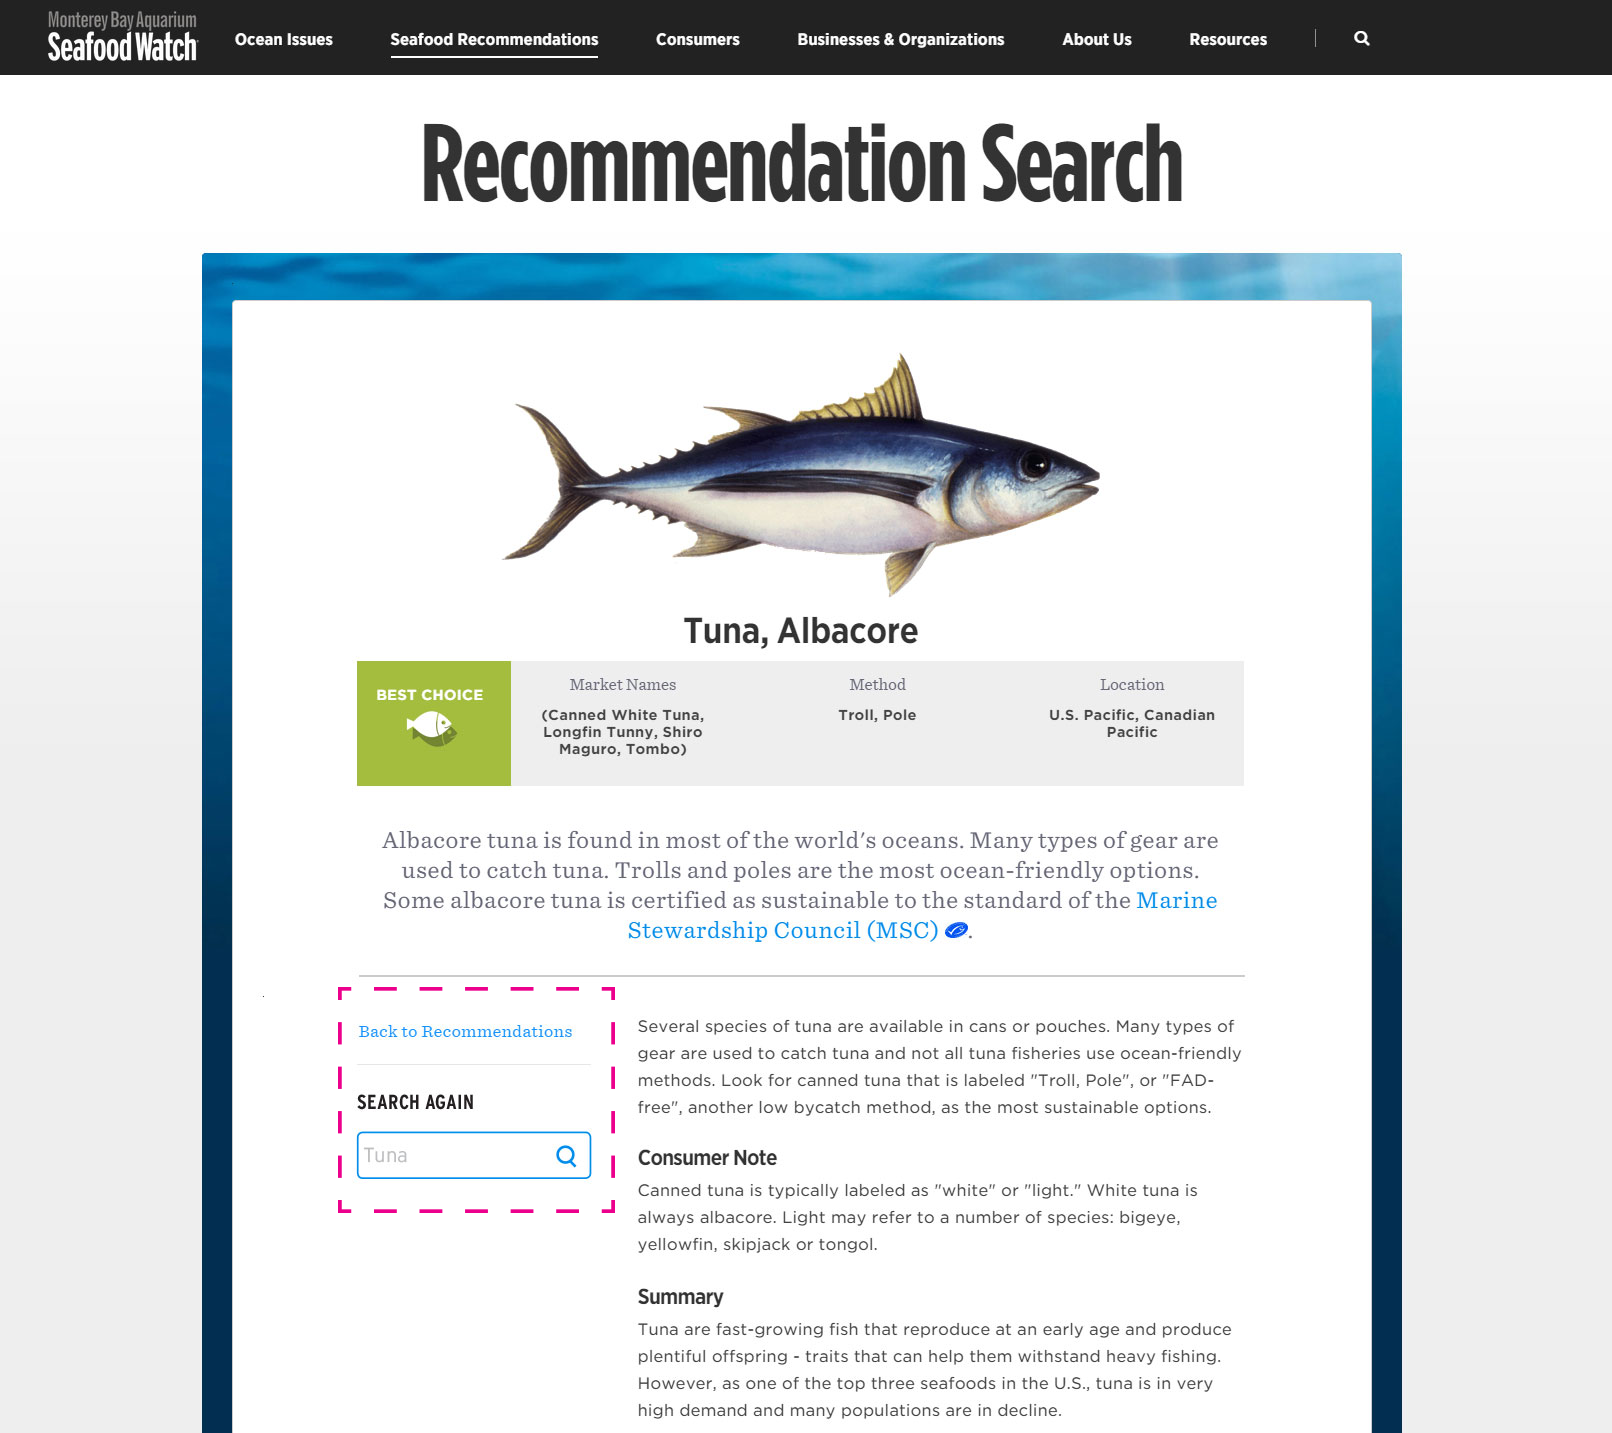 Monterey Bay Aquarium
Seafood Watch
Ocean Issues
Seafood Recommendations
Consumers
Businesses & Organizations
About Us
Resources
Recommendation Search
Tuna, Albacore
BEST CHOICE
Market Names
(Canned White Tuna,
Longfin Tunny, Shiro
Maguro, Tombo)
Method
Troll, Pole
Location
U.S. Pacific, Canadian
Pacific
Albacore tuna is found in most of the world's oceans. Many types of gear are
used to catch tuna. Trolls and poles are the most ocean-friendly options.
Some albacore tuna is certified as sustainable to the standard of the Marine
Stewardship Council (MSC) .
Back to Recommendations
SEARCH AGAIN
Tuna
Several species of tuna are available in cans or pouches. Many types of
gear are used to catch tuna and not all tuna fisheries use ocean-friendly
methods. Look for canned tuna that is labeled "Troll, Pole", or "FAD-
free", another low bycatch method, as the most sustainable options.
Consumer Note
Canned tuna is typically labeled as "white" or "light." White tuna is
always albacore. Light may refer to a number of species: bigeye,
yellowfin, skipjack or tongol.
Summary
Tuna are fast-growing fish that reproduce at an early age and produce
plentiful offspring - traits that can help them withstand heavy fishing.
However, as one of the top three seafoods in the U.S., tuna is in very
high demand and many populations are in decline.